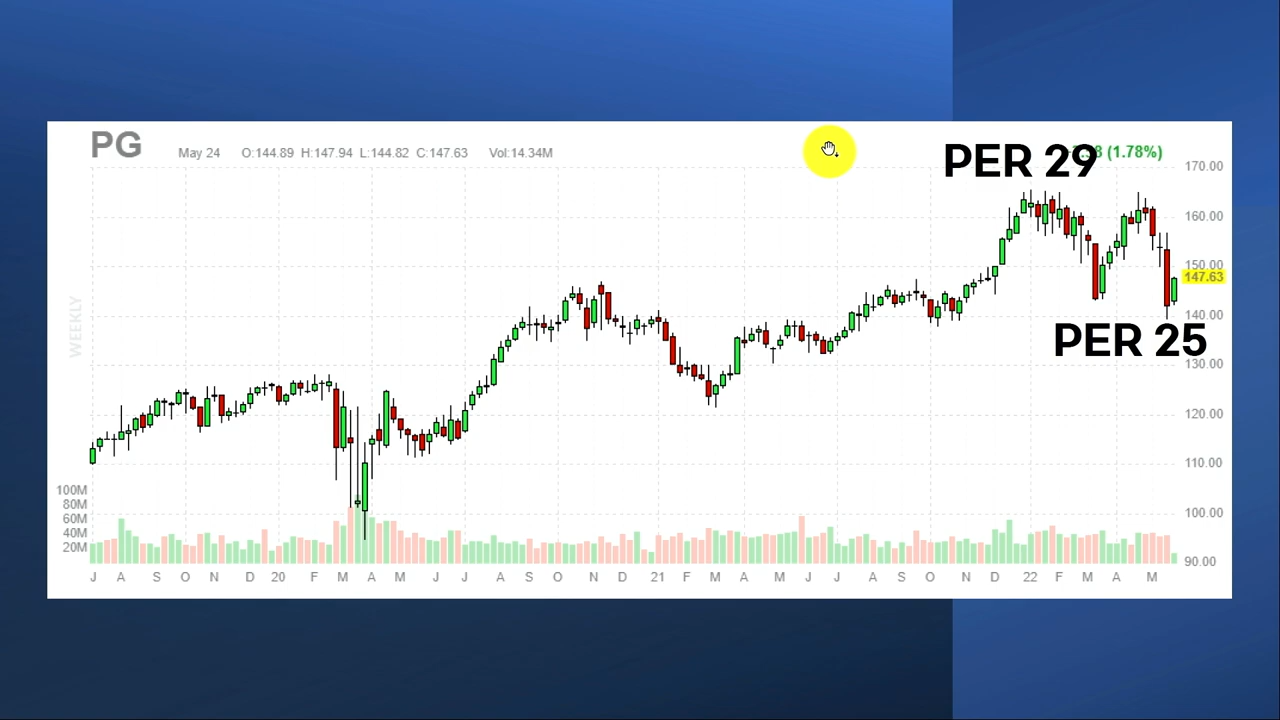 PG
May 24 O:144.89 H:147.94 L:144.82 C:147.63 Vol:14.34M
PER 29
(1.78%)
170.00
160.00
150.00
147.63
140.00
PER 25
130.00
120.00
110.00
100.00
90.00
WEEKLY
100M
80M
60M
40M
20M
J A S O N D 20 F M A M J J A S O N D 21 F M A M J J A S O N D 22 F M A M